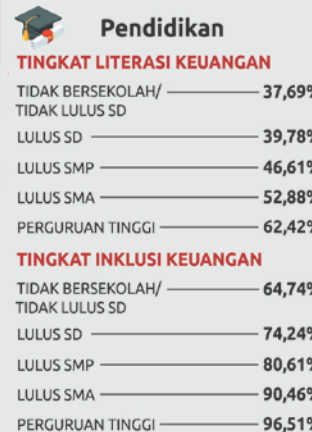 Pendidikan
TINGKAT LITERASI KEUANGAN
TIDAK BERSEKOLAH/ 37,69%
TIDAK LULUS SD
LULUS SD 39,78%
LULUS SMP 46,61%
LULUS SMA 52,88%
PERGURUAN TINGGI 62,42%
TINGKAT INKLUSI KEUANGAN
TIDAK BERSEKOLAH/ 64,74%
TIDAK LULUS SD
LULUS SD 74,24%
LULUS SMP 80,61%
LULUS SMA 90,46%
PERGURUAN TINGGI 96,51%